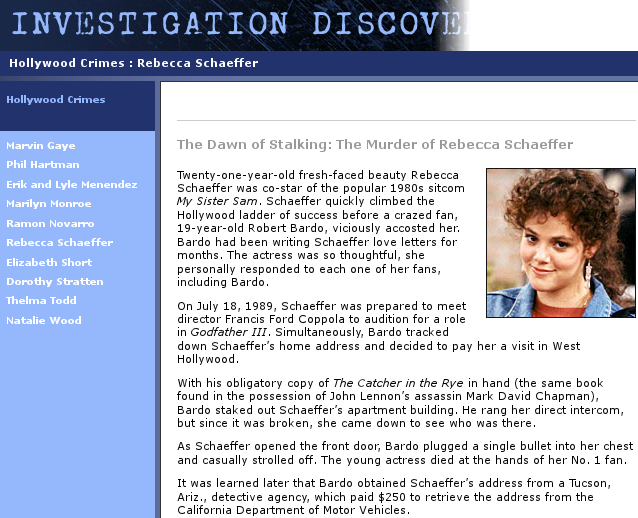 INVESTIGATION DISCOVE
Hollywood Crimes : Rebecca Schaeffer
Hollywood Crimes
Marvin Gaye
Phil Hartman
Erik and Lyle Menendez
Marilyn Monroe
Ramon Novarro
Rebecca Schaeffer
Elizabeth Short
Dorothy Stratten
Thelma Todd
Natalie Wood
The Dawn of Stalking: The Murder of Rebecca Schaeffer
Twenty-one-year-old fresh-faced beauty Rebecca
Schaeffer was co-star of the popular 1980s sitcom
My Sister Sam. Schaeffer quickly climbed the
Hollywood ladder of success before a crazed fan,
19-year-old Robert Bardo, viciously accosted her.
Bardo had been writing Schaeffer love letters for
months. The actress was so thoughtful, she
personally responded to each one of her fans,
including Bardo.
On July 18, 1989, Schaeffer was prepared to meet
director Francis Ford Coppola to audition for a role
in Godfather III. Simultaneously, Bardo tracked
down Schaeffer's home address and decided to pay her a visit in West
Hollywood.
With his obligatory copy of The Catcher in the Rye in hand (the same book
found in the possession of John Lennon's assassin Mark David Chapman),
Bardo staked out Schaeffer's apartment building. He rang her direct intercom,
but since it was broken, she came down to see who was there.
As Schaeffer opened the front door, Bardo plugged a single bullet into her chest
and casually strolled off. The young actress died at the hands of her No. 1 fan.
It was learned later that Bardo obtained Schaeffer's address from a Tucson,
Ariz., detective agency, which paid $250 to retrieve the address from the
California Department of Motor Vehicles.